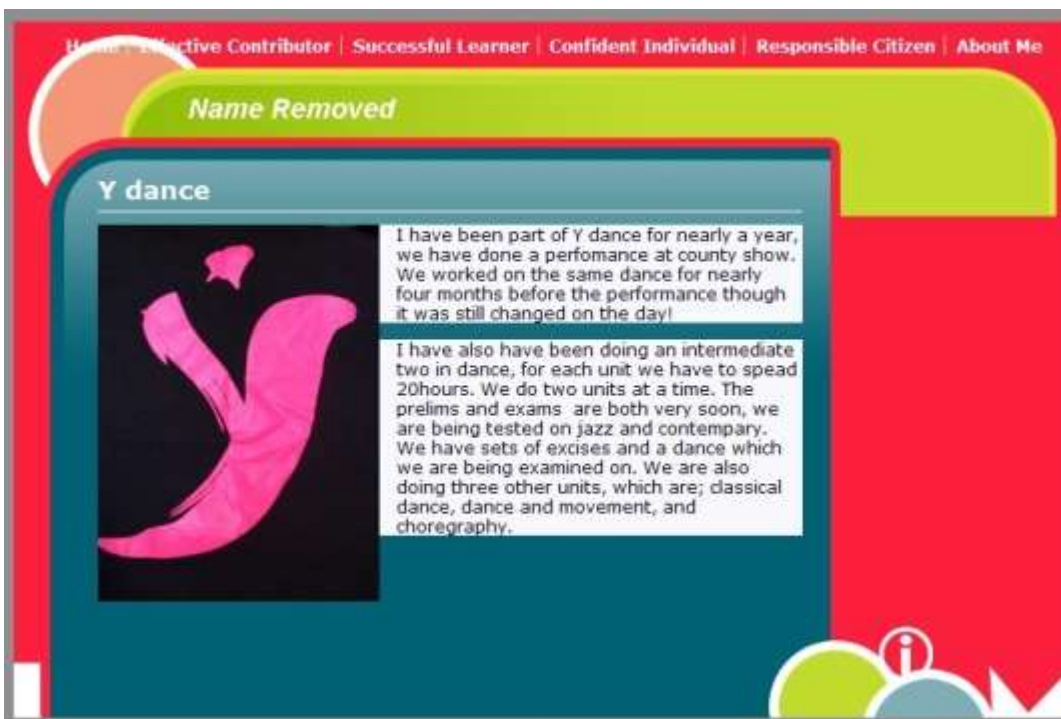 Home | Effective Contributor | Successful Learner | Confident Individual | Responsible Citizen | About Me
Name Removed
Y dance
I have been part of Y dance for nearly a year,
we have done a perfomance at county show.
We worked on the same dance for nearly
four months before the performance though
it was still changed on the day!
I have also have been doing an intermediate
two in dance, for each unit we have to spead
20hours. We do two units at a time. The
prelims and exams are both very soon, we
are being tested on jazz and contempary.
We have sets of excises and a dance which
we are being examined on. We are also
doing three other units, which are; classical
dance, dance and movement, and
choregraphy.
y
i